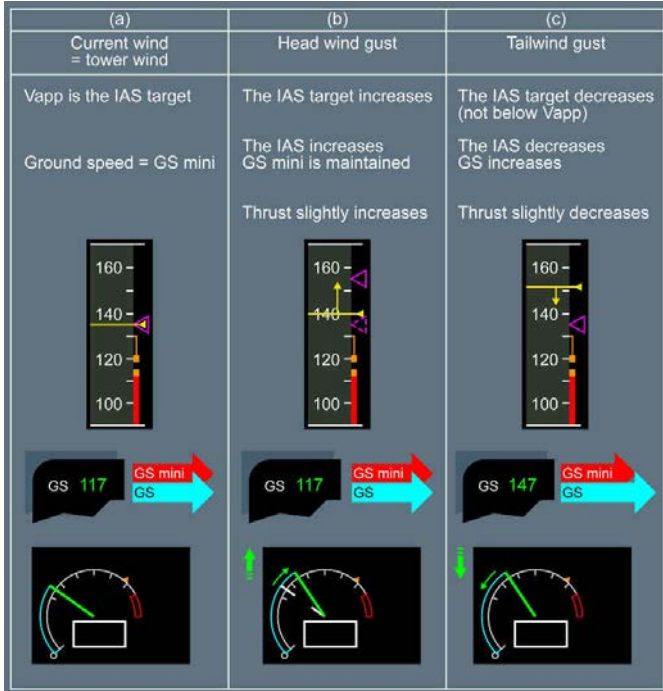 (a)
Current wind
= tower wind
Vapp is the IAS target
Ground speed = GS mini
160
140
120
100
GS 117
GS mini
GS
(b)
Head wind gust
The IAS target increases
The IAS increases
GS mini is maintained
Thrust slightly increases
160
140
120
100
GS 117
GS mini
GS
(c)
Tailwind gust
The IAS target decreases
(not below Vapp)
The IAS decreases
GS increases
Thrust slightly decreases
160
140
120
100
GS 147
GS mini
GS